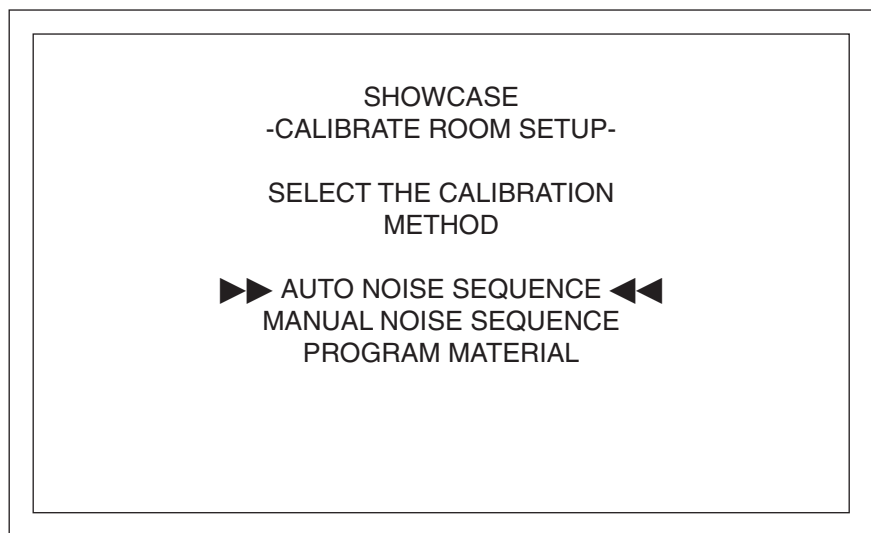 SHOWCASE
-CALIBRATE ROOM SETUP-
SELECT THE CALIBRATION
METHOD
▶▶ AUTO NOISE SEQUENCE ◀◀
MANUAL NOISE SEQUENCE
PROGRAM MATERIAL